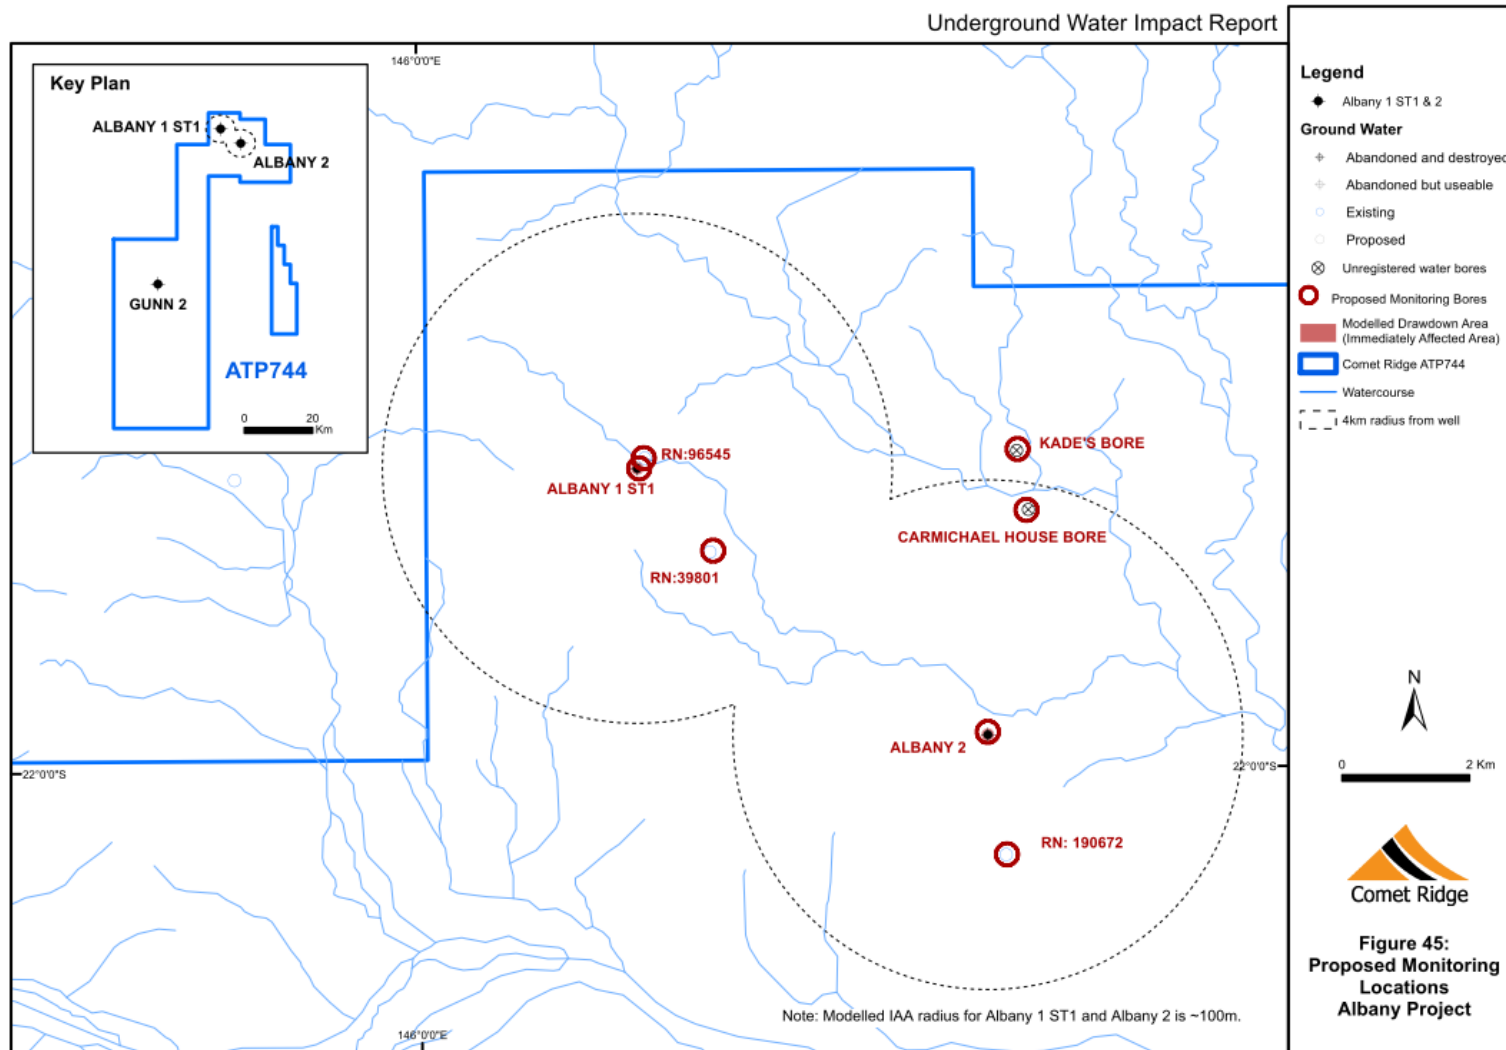 Underground Water Impact Report
146°0'0"E
Key Plan
ALBANY 1 ST1
ALBANY 2
GUNN 2
ATP744
0 20
Km
RN:96545
ALBANY 1 ST1
RN:39801
KADE'S BORE
CARMICHAEL HOUSE BORE
ALBANY 2
RN: 190672
22°0'0"S
22°0'0"S
146°0'0"E
Note: Modelled IAA radius for Albany 1 ST1 and Albany 2 is ~100m.
Legend
Albany 1 ST1 & 2
Ground Water
Abandoned and destroyed
Abandoned but useable
Existing
Proposed
Unregistered water bores
Proposed Monitoring Bores
Modelled Drawdown Area
(Immediately Affected Area)
Comet Ridge ATP744
Watercourse
4km radius from well
N
0 2 Km
Comet Ridge
Figure 45:
Proposed Monitoring
Locations
Albany Project